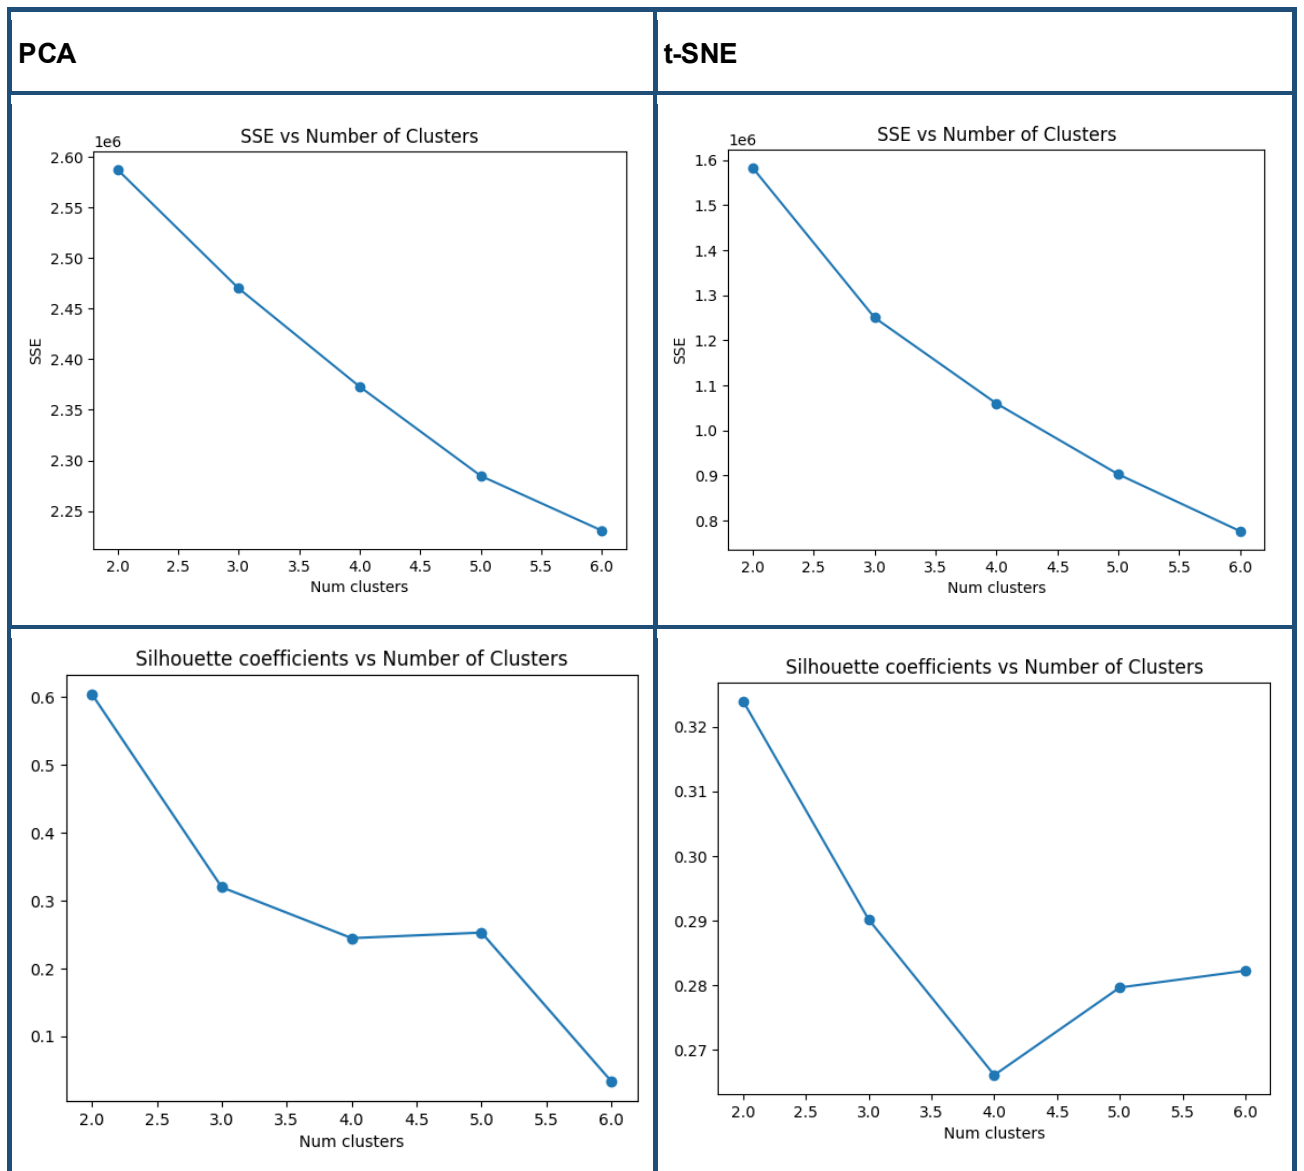 PCA
t-SNE
SSE vs Number of Clusters
1e6
2.60
2.55
2.50
2.45
2.40
2.35
2.30
2.25
SSE
2.0 2.5 3.0 3.5 4.0 4.5 5.0 5.5 6.0
Num clusters
SSE vs Number of Clusters
1e6
1.6
1.5
1.4
1.3
1.2
1.1
1.0
0.9
0.8
SSE
2.0 2.5 3.0 3.5 4.0 4.5 5.0 5.5 6.0
Num clusters
Silhouette coefficients vs Number of Clusters
0.6
0.5
0.4
0.3
0.2
0.1
2.0 2.5 3.0 3.5 4.0 4.5 5.0 5.5 6.0
Num clusters
Silhouette coefficients vs Number of Clusters
0.32
0.31
0.30
0.29
0.28
0.27
2.0 2.5 3.0 3.5 4.0 4.5 5.0 5.5 6.0
Num clusters